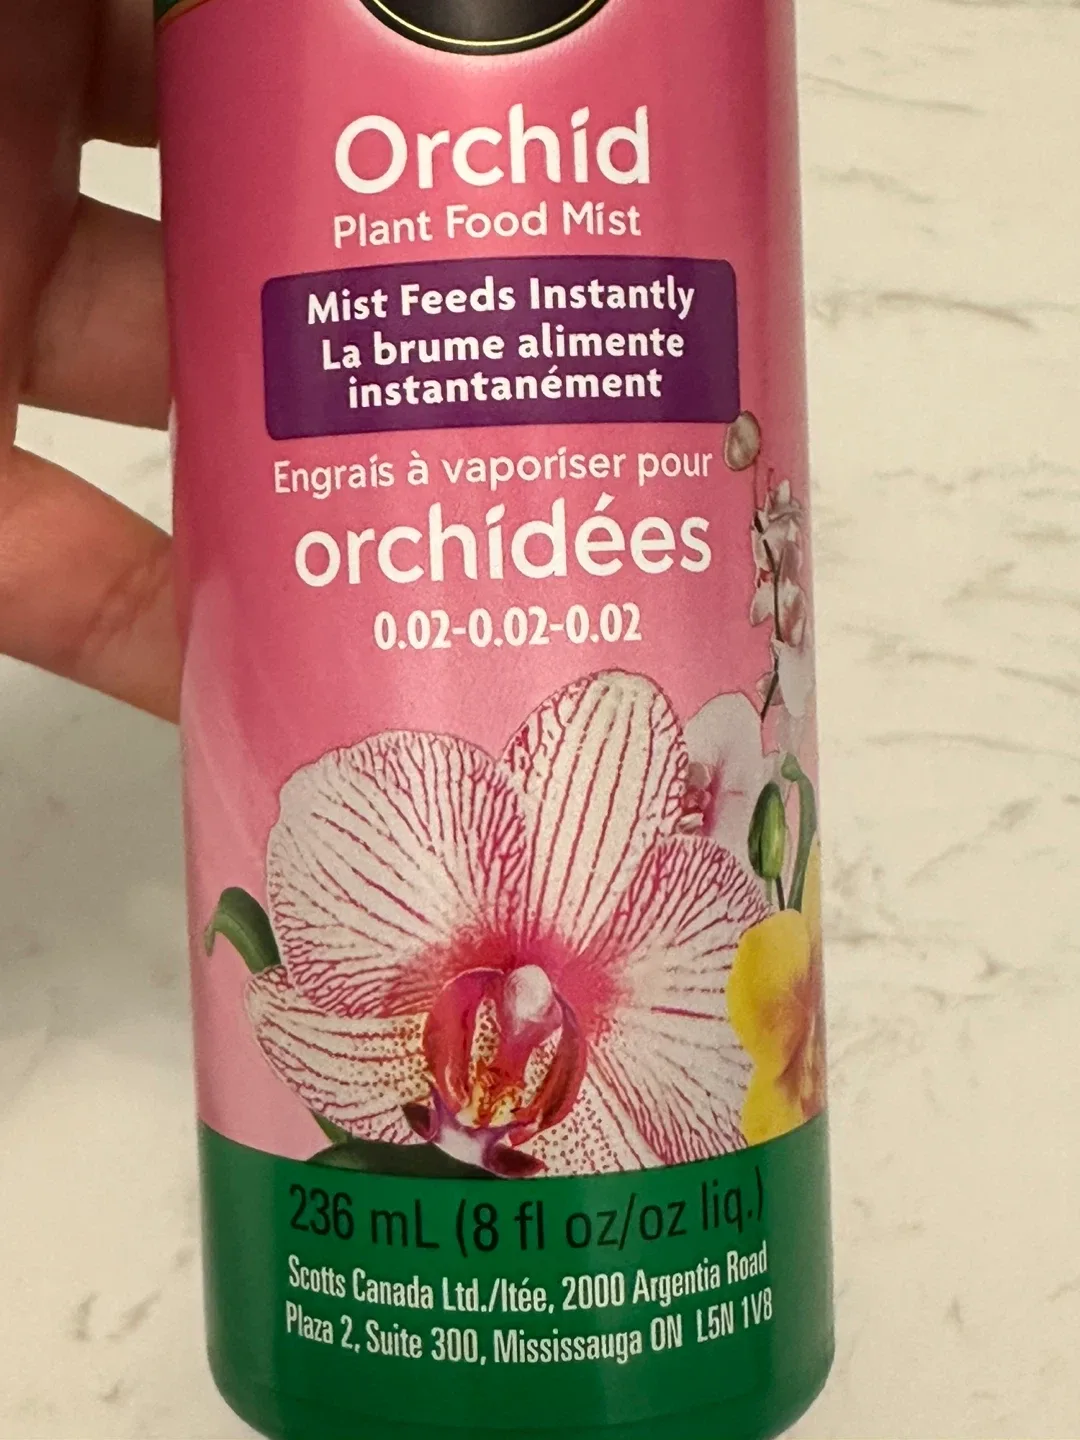 Orchid
Plant Food Mist
Mist Feeds Instantly
La brume alimente
instantanément
Engrais à vaporiser pour
orchidées
0.02-0.02-0.02
236 mL (8 fl oz/oz liq.)
Scotts Canada Ltd./ltée, 2000 Argentia Road
Plaza 2, Suite 300, Mississauga ON L5N 1V8